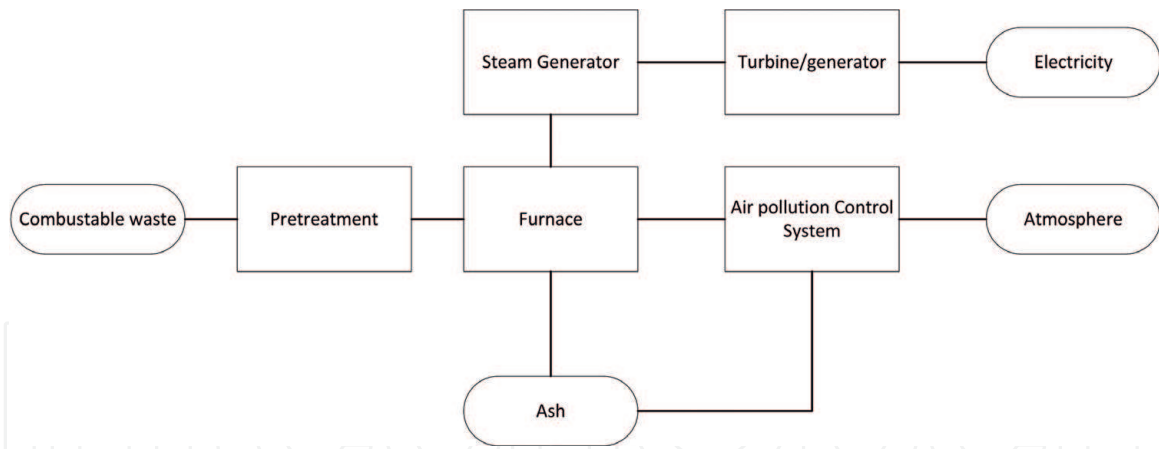 Steam Generator
Turbine/generator
Electricity
Combustable waste
Pretreatment
Furnace
Air pollution Control
System
Atmosphere
Ash